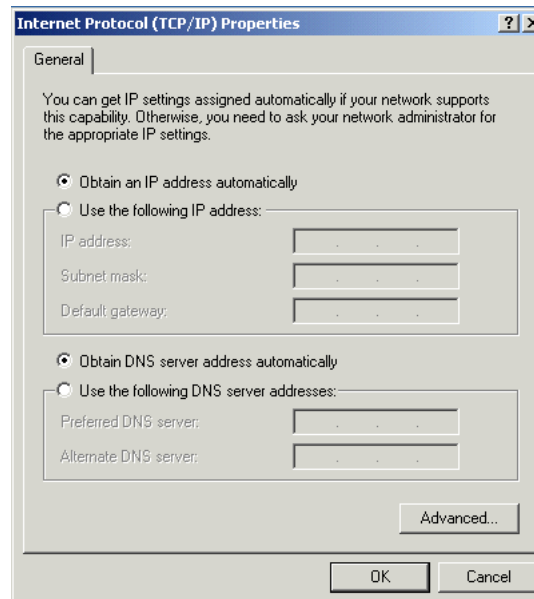 Internet Protocol (TCP/IP) Properties
General
You can get IP settings assigned automatically if your network supports
this capability. Otherwise, you need to ask your network administrator for
the appropriate IP settings.
Obtain an IP address automatically
Use the following IP address:
IP address:
Subnet mask:
Default gateway:
Obtain DNS server address automatically
Use the following DNS server addresses:
Preferred DNS server:
Alternate DNS server:
Advanced...
OK Cancel